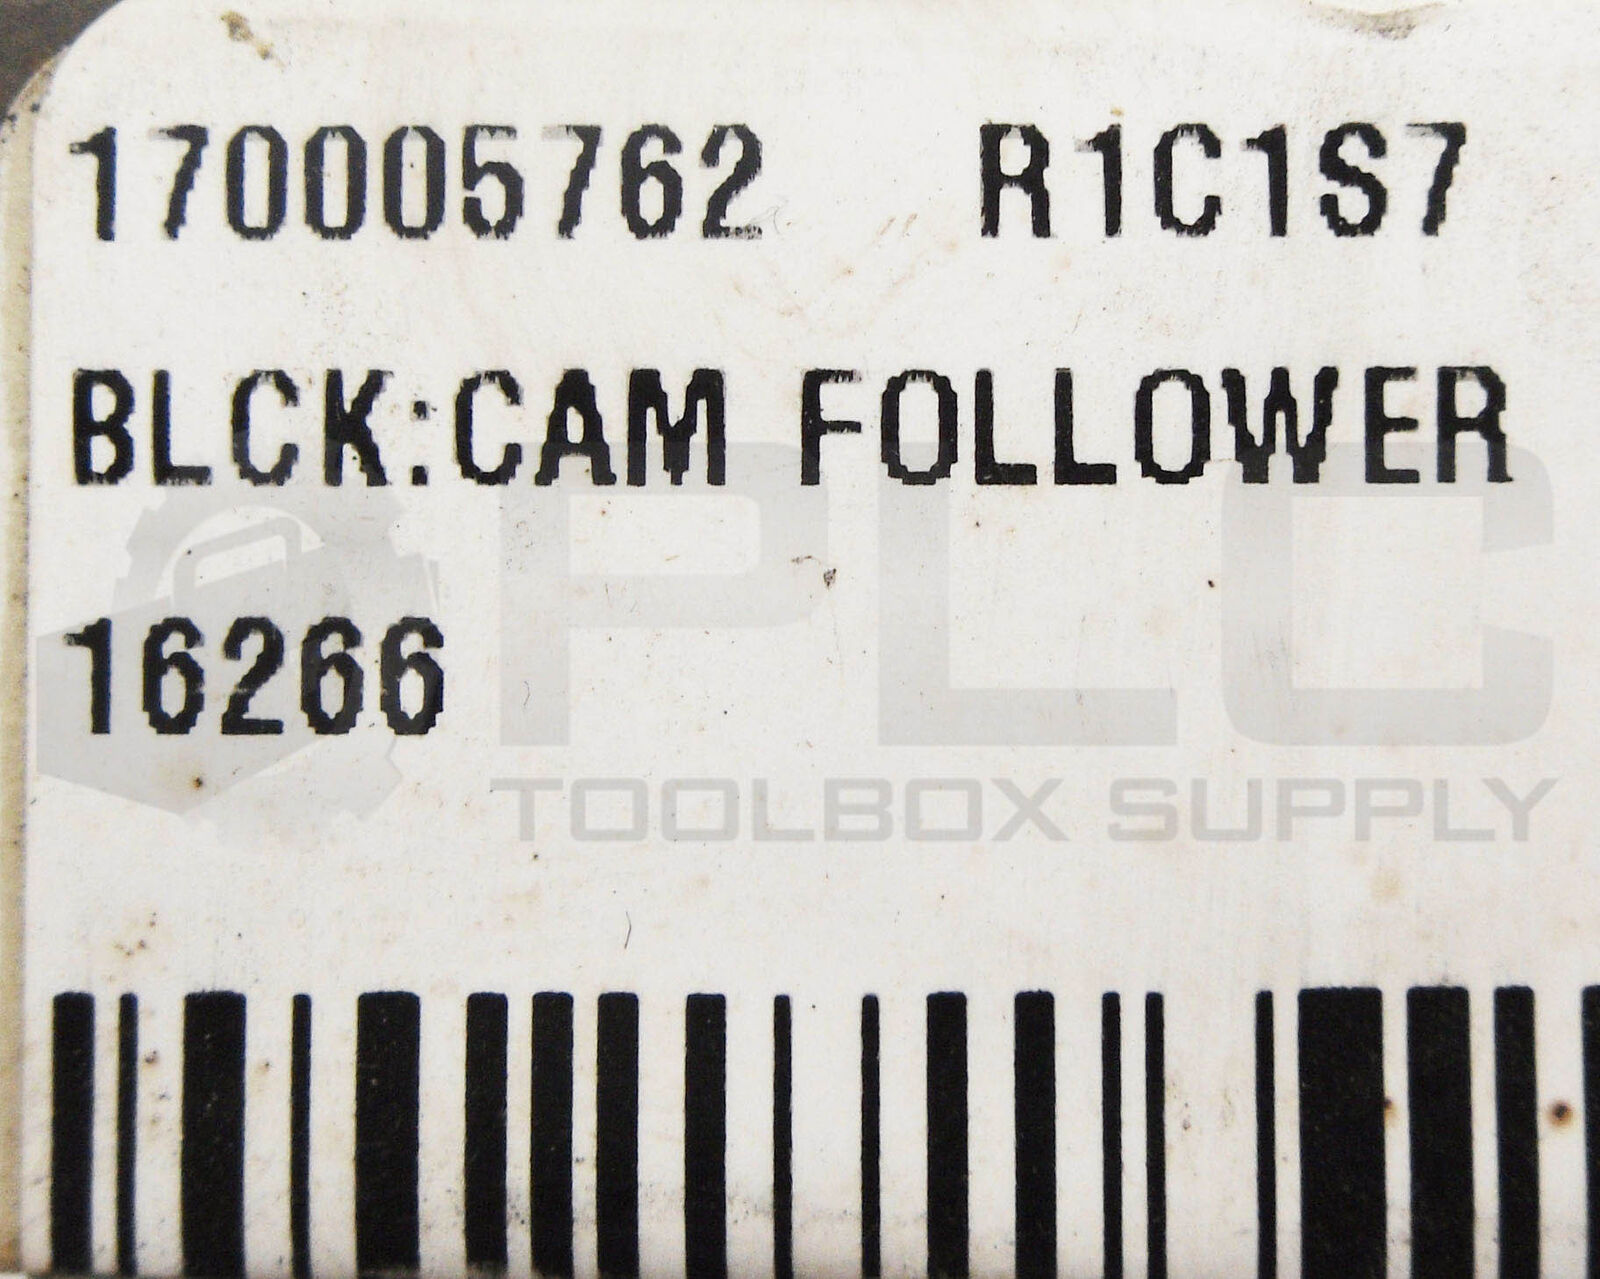 170005762 R1C1S7
BLCK:CAM FOLLOWER
16266
PLC
TOOLBOX SUPPLY